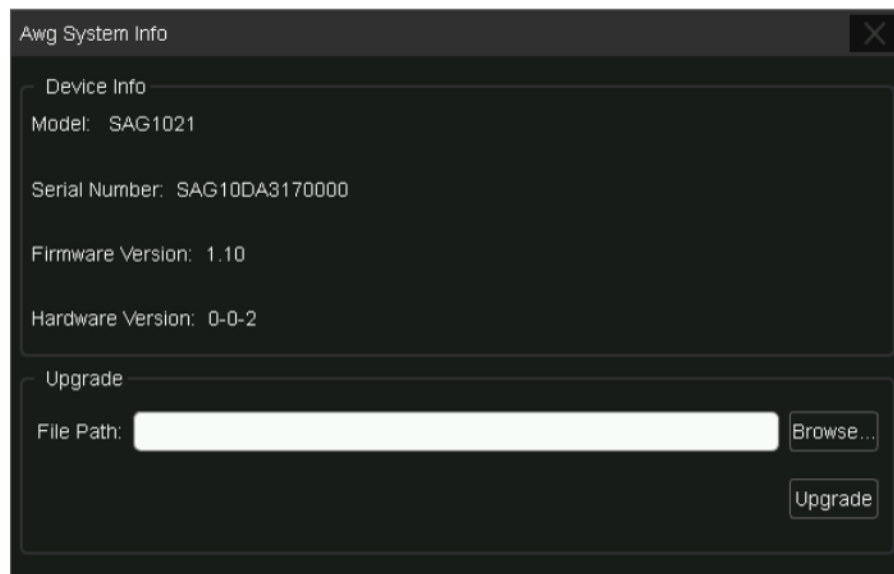 Awg System Info
Device Info
Model: SAG1021
Serial Number: SAG10DA3170000
Firmware Version: 1.10
Hardware Version: 0-0-2
Upgrade
File Path: Browse...
Upgrade